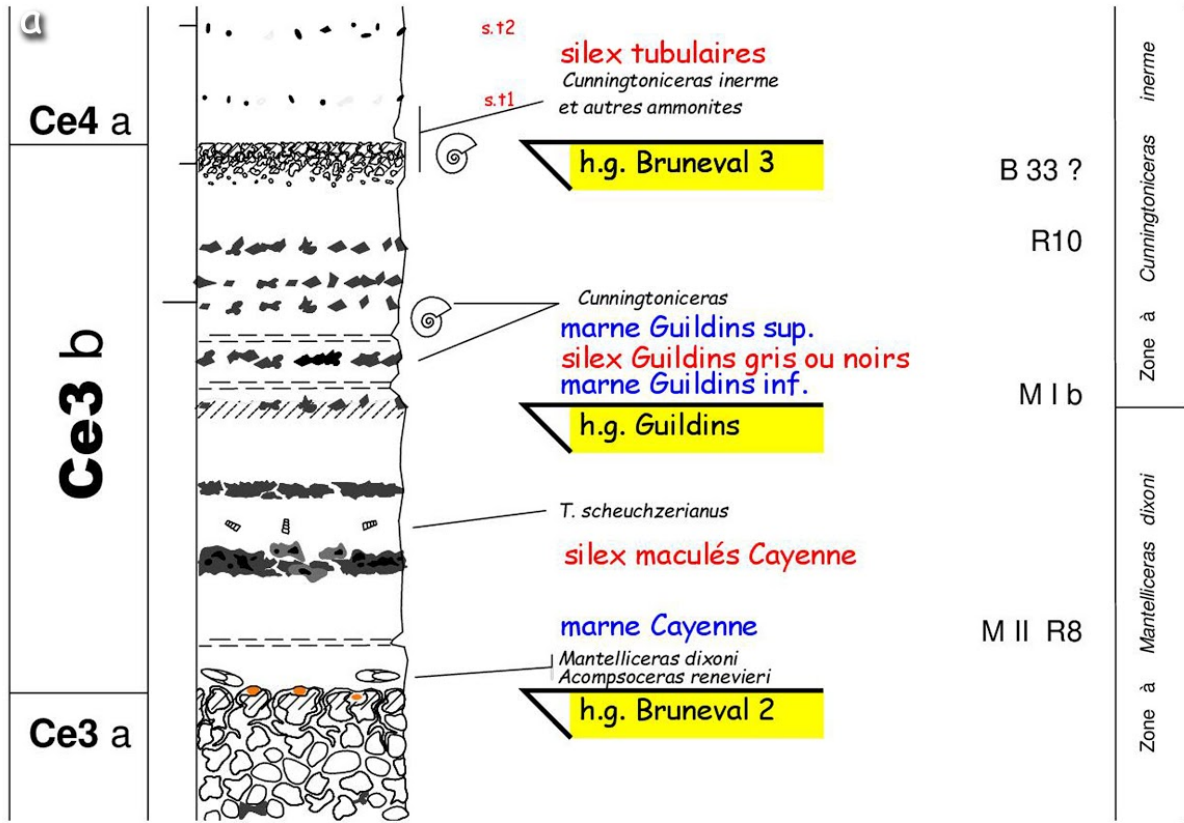 a
s.t2
silex tubulaires
Cunningtoniceras inerme
et autres ammonites
s.t1
Ce4 a
h.g. Bruneval 3
B 33 ?
R10
Cunningtoniceras
marne Guildins sup.
silex Guildins gris ou noirs
marne Guildins inf.
M I b
h.g. Guildins
Ce3 b
T. scheuchzerianus
silex maculés Cayenne
marne Cayenne
M II R8
Mantelliceras dixoni
Acompsoceras renevieri
h.g. Bruneval 2
Ce3 a
Zone à Cunningtoniceras inerme
Zone à Mantelliceras dixoni